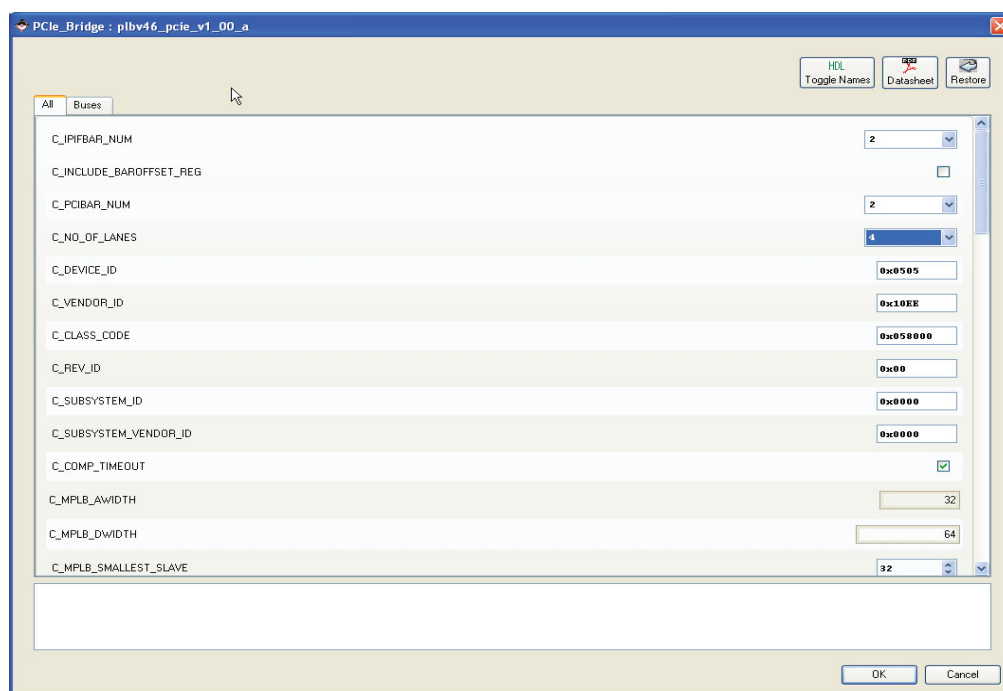 PCIe_Bridge : plbv46_pcie_v1_00_a
HDL
Toggle Names
PDF
Datasheet
Restore
All Buses
C_IPIFBAR_NUM 2
C_INCLUDE_BAROFFSET_REG
C_PCIBAR_NUM 2
C_NO_OF_LANES 4
C_DEVICE_ID 0x0505
C_VENDOR_ID 0x10EE
C_CLASS_CODE 0x058000
C_REV_ID 0x00
C_SUBSYSTEM_ID 0x0000
C_SUBSYSTEM_VENDOR_ID 0x0000
C_COMP_TIMEOUT
C_MPLB_AWIDTH 32
C_MPLB_DWIDTH 64
C_MPLB_SMALLEST_SLAVE 32
OK Cancel